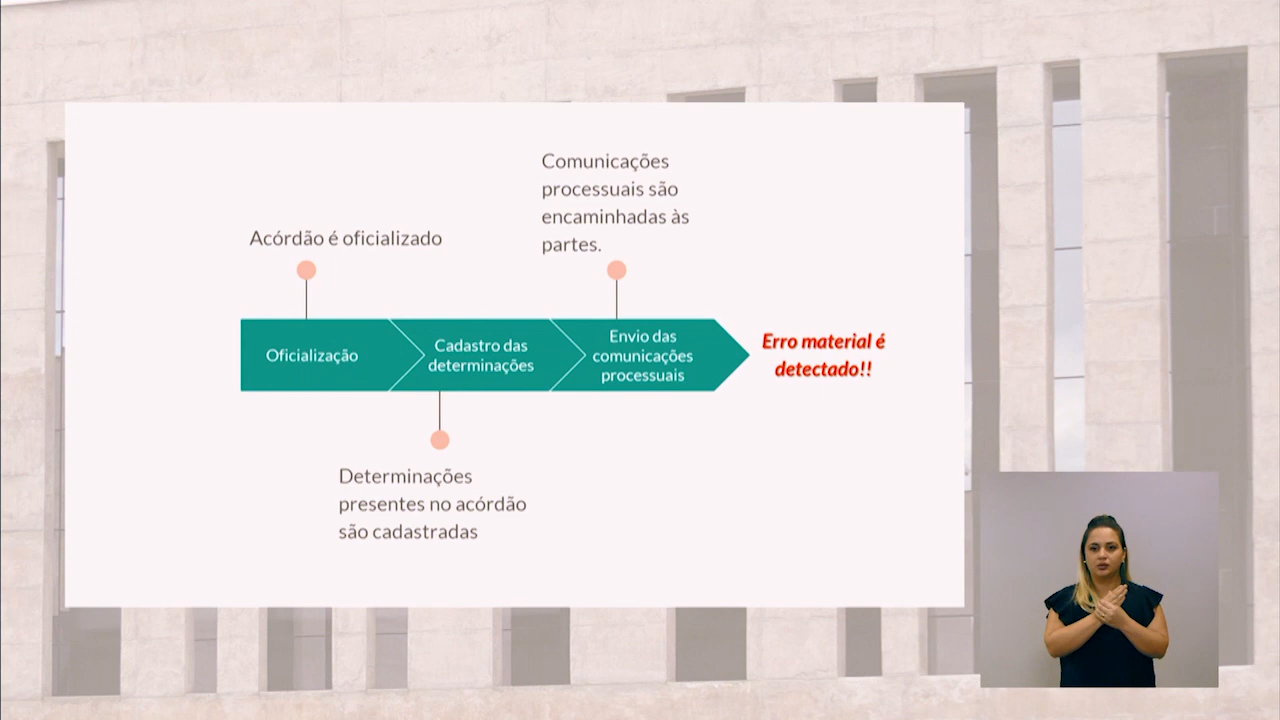 Comunicações
processuais são
encaminhadas às
partes.
Acórdão é oficializado
Oficialização
Cadastro das
determinações
Envio das
comunicações
processuais
Erro material é
detectado!!
Determinações
presentes no acórdão
são cadastradas